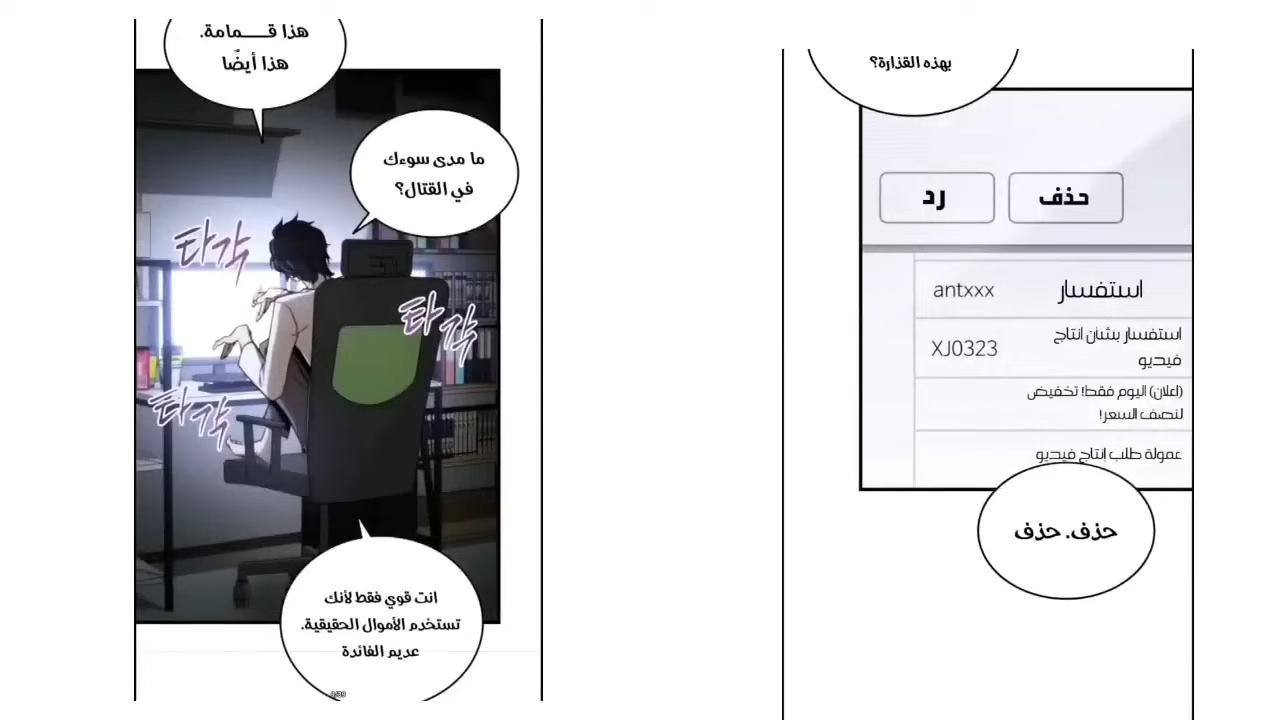 هذا قـــمامة.
هذا أيضًا
ما مدى سوءك
في القتال؟
타각
타각
타각
انت قوي فقط لأنك
تستخدم الأموال الحقيقية.
عديم الفائدة
بهذه القذارة؟
رد
حذف
antxxx استفسار
XJ0323 استفسار بشان انتاج
فيديو
(اعلان) اليوم فقط! تخفيض
لنصف السعر!
عمولة طلب انتاج فيديو
حذف. حذف